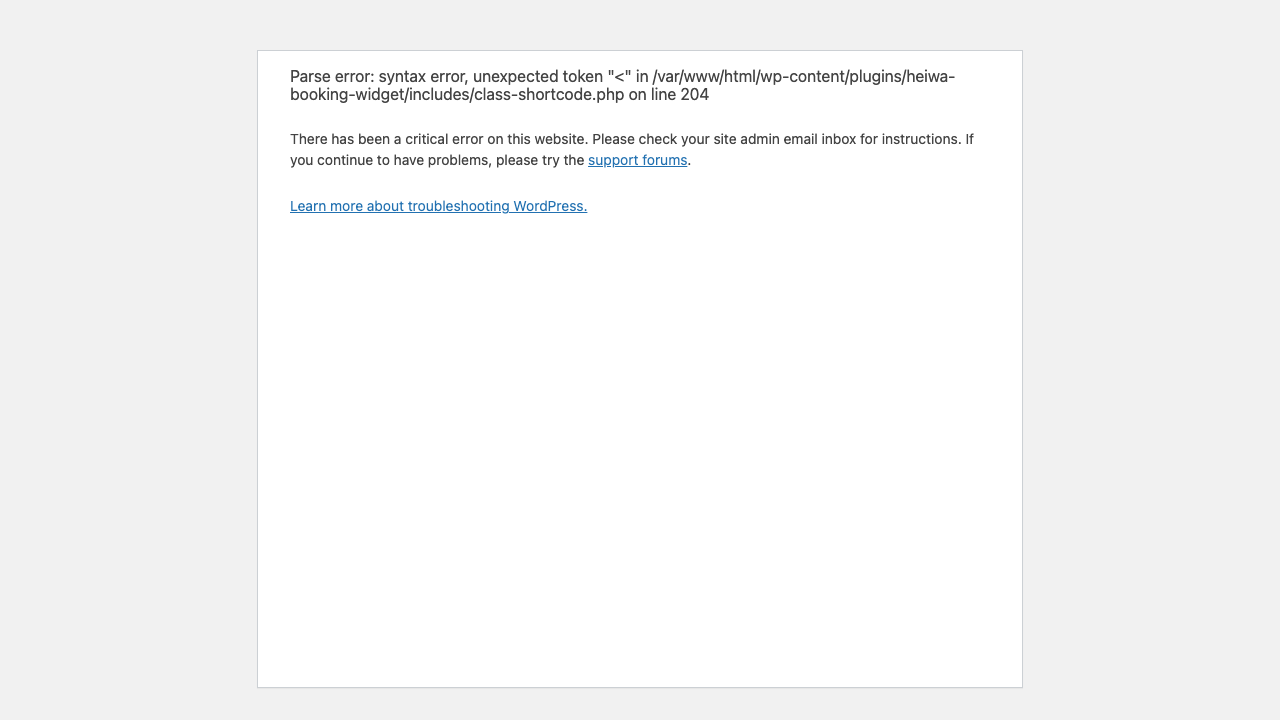 Parse error: syntax error, unexpected token "<" in /var/www/html/wp-content/plugins/heiwa-
booking-widget/includes/class-shortcode.php on line 204
There has been a critical error on this website. Please check your site admin email inbox for instructions. If
you continue to have problems, please try the support forums.
Learn more about troubleshooting WordPress.